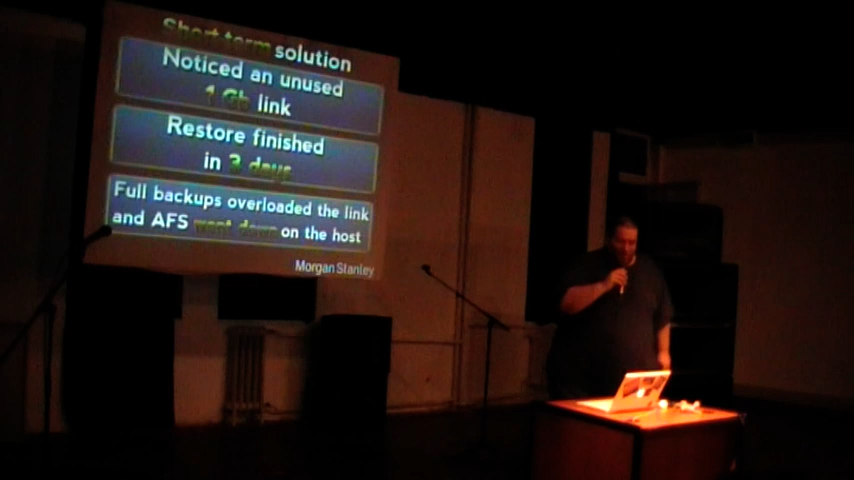 Short term solution
Noticed an unused
1 Gb link
Restore finished
in 3 days
Full backups overloaded the link
and AFS went down on the host
Morgan Stanley